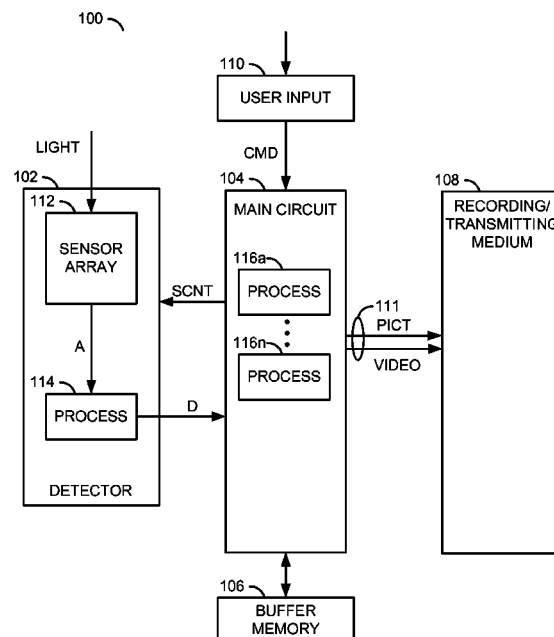 100
110
USER INPUT
LIGHT
CMD
102
112
SENSOR
ARRAY
A
114
PROCESS
DETECTOR
SCNT
D
104
MAIN CIRCUIT
116a
PROCESS
116n
PROCESS
111
PICT
VIDEO
108
RECORDING/
TRANSMITTING
MEDIUM
106
BUFFER
MEMORY